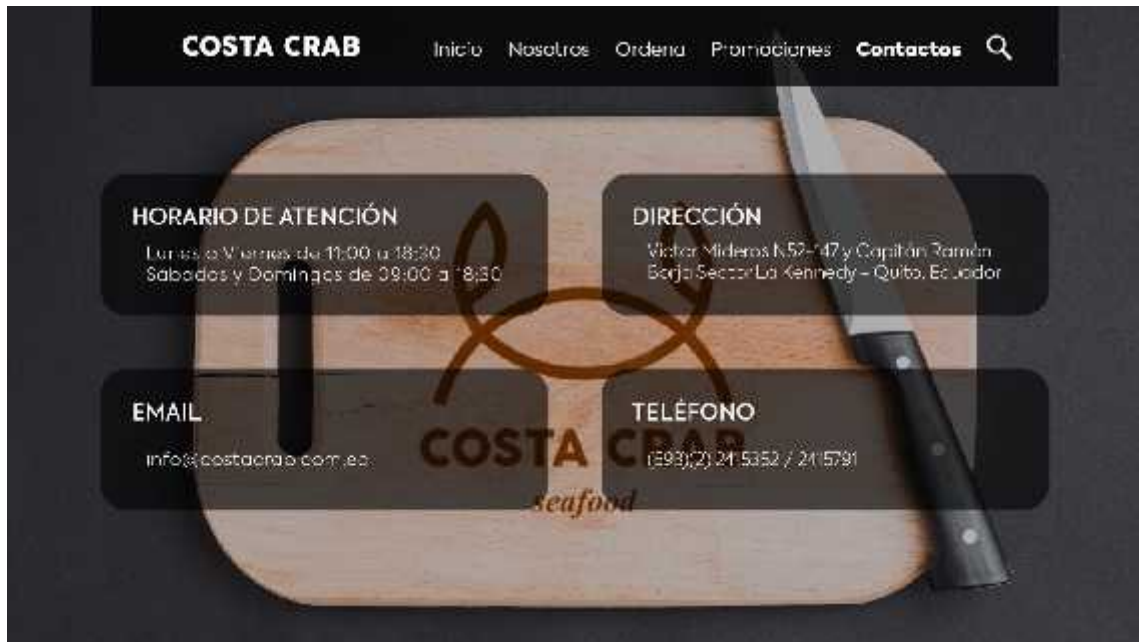 COSTA CRAB Inicio Nosotros Ordena Promociones Contactos
HORARIO DE ATENCIÓN
Lunes a Viernes de 11:00 a 18:30
Sabados y Domingos de 09:00 a 18:30
DIRECCIÓN
Victor Mideros N52-147 y Capitán Ramón
Borja Sector La Kennedy - Quito, Ecuador
EMAIL
info@costacrab.com.ec
TELÉFONO
(593)(2) 2415352 / 2415791
COSTA CRAB
seafood